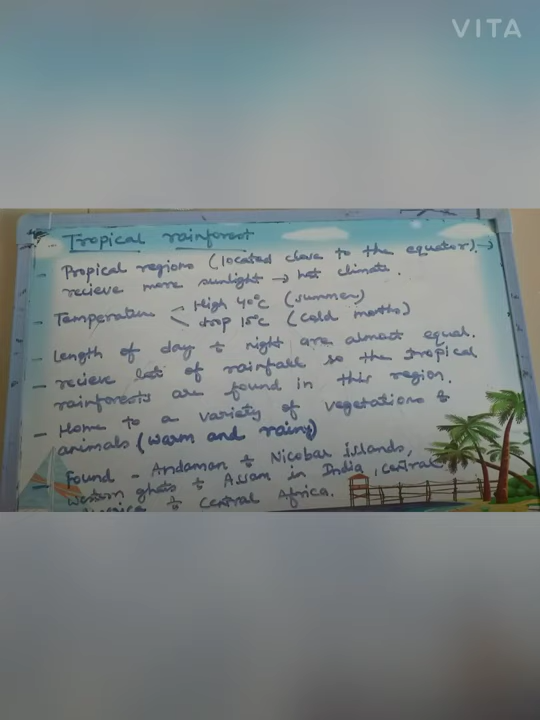 VITA
Tropical rainforest
- Tropical regions (located close to the equator) →
recieve more sunlight → hot climate.
- Temperature - High 40°C (summer)
drop 15°C (cold months)
- Length of day & night are almost equal.
- recieve lot of rainfall so the tropical
rainforests are found in this region.
- Home to a variety of vegetations &
animals (warm and rainy)
- Found - Andaman & Nicobar islands,
western ghats & Assam in India, central
& Central Africa.